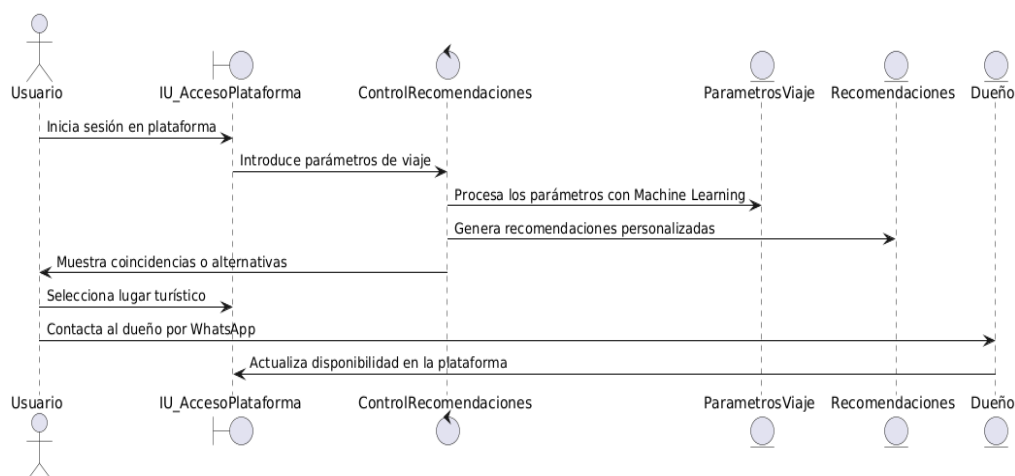 Usuario
IU_AccesoPlataforma
ControlRecomendaciones
ParametrosViaje
Recomendaciones
Dueño
Inicia sesión en plataforma
Introduce parámetros de viaje
Procesa los parámetros con Machine Learning
Genera recomendaciones personalizadas
Muestra coincidencias o alternativas
Selecciona lugar turístico
Contacta al dueño por WhatsApp
Actualiza disponibilidad en la plataforma
Usuario
IU_AccesoPlataforma
ControlRecomendaciones
ParametrosViaje
Recomendaciones
Dueño